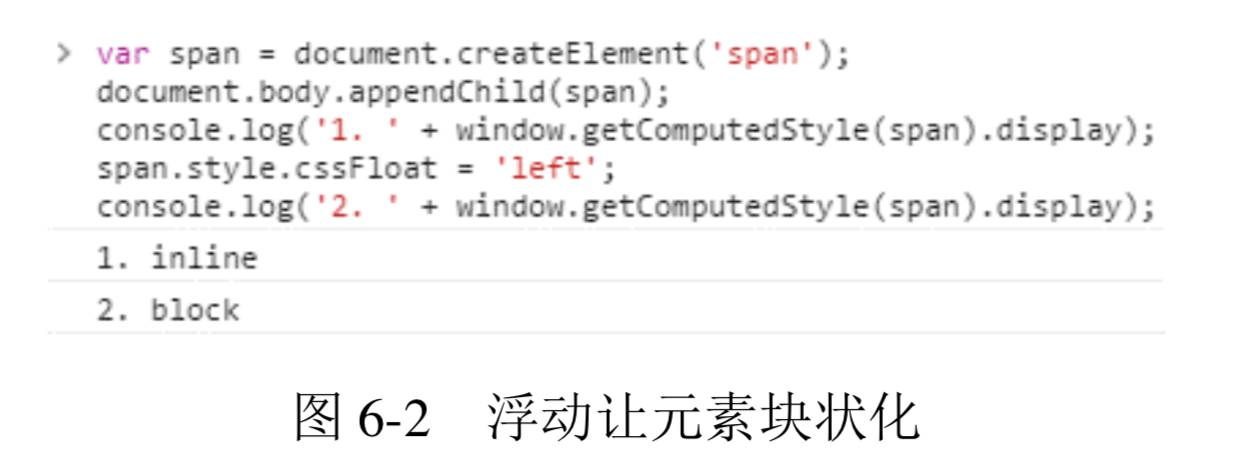 > var span = document.createElement('span');
document.body.appendChild(span);
console.log('1. ' + window.getComputedStyle(span).display);
span.style.cssFloat = 'left';
console.log('2. ' + window.getComputedStyle(span).display);
1. inline
2. block
图 6-2 浮动让元素块状化